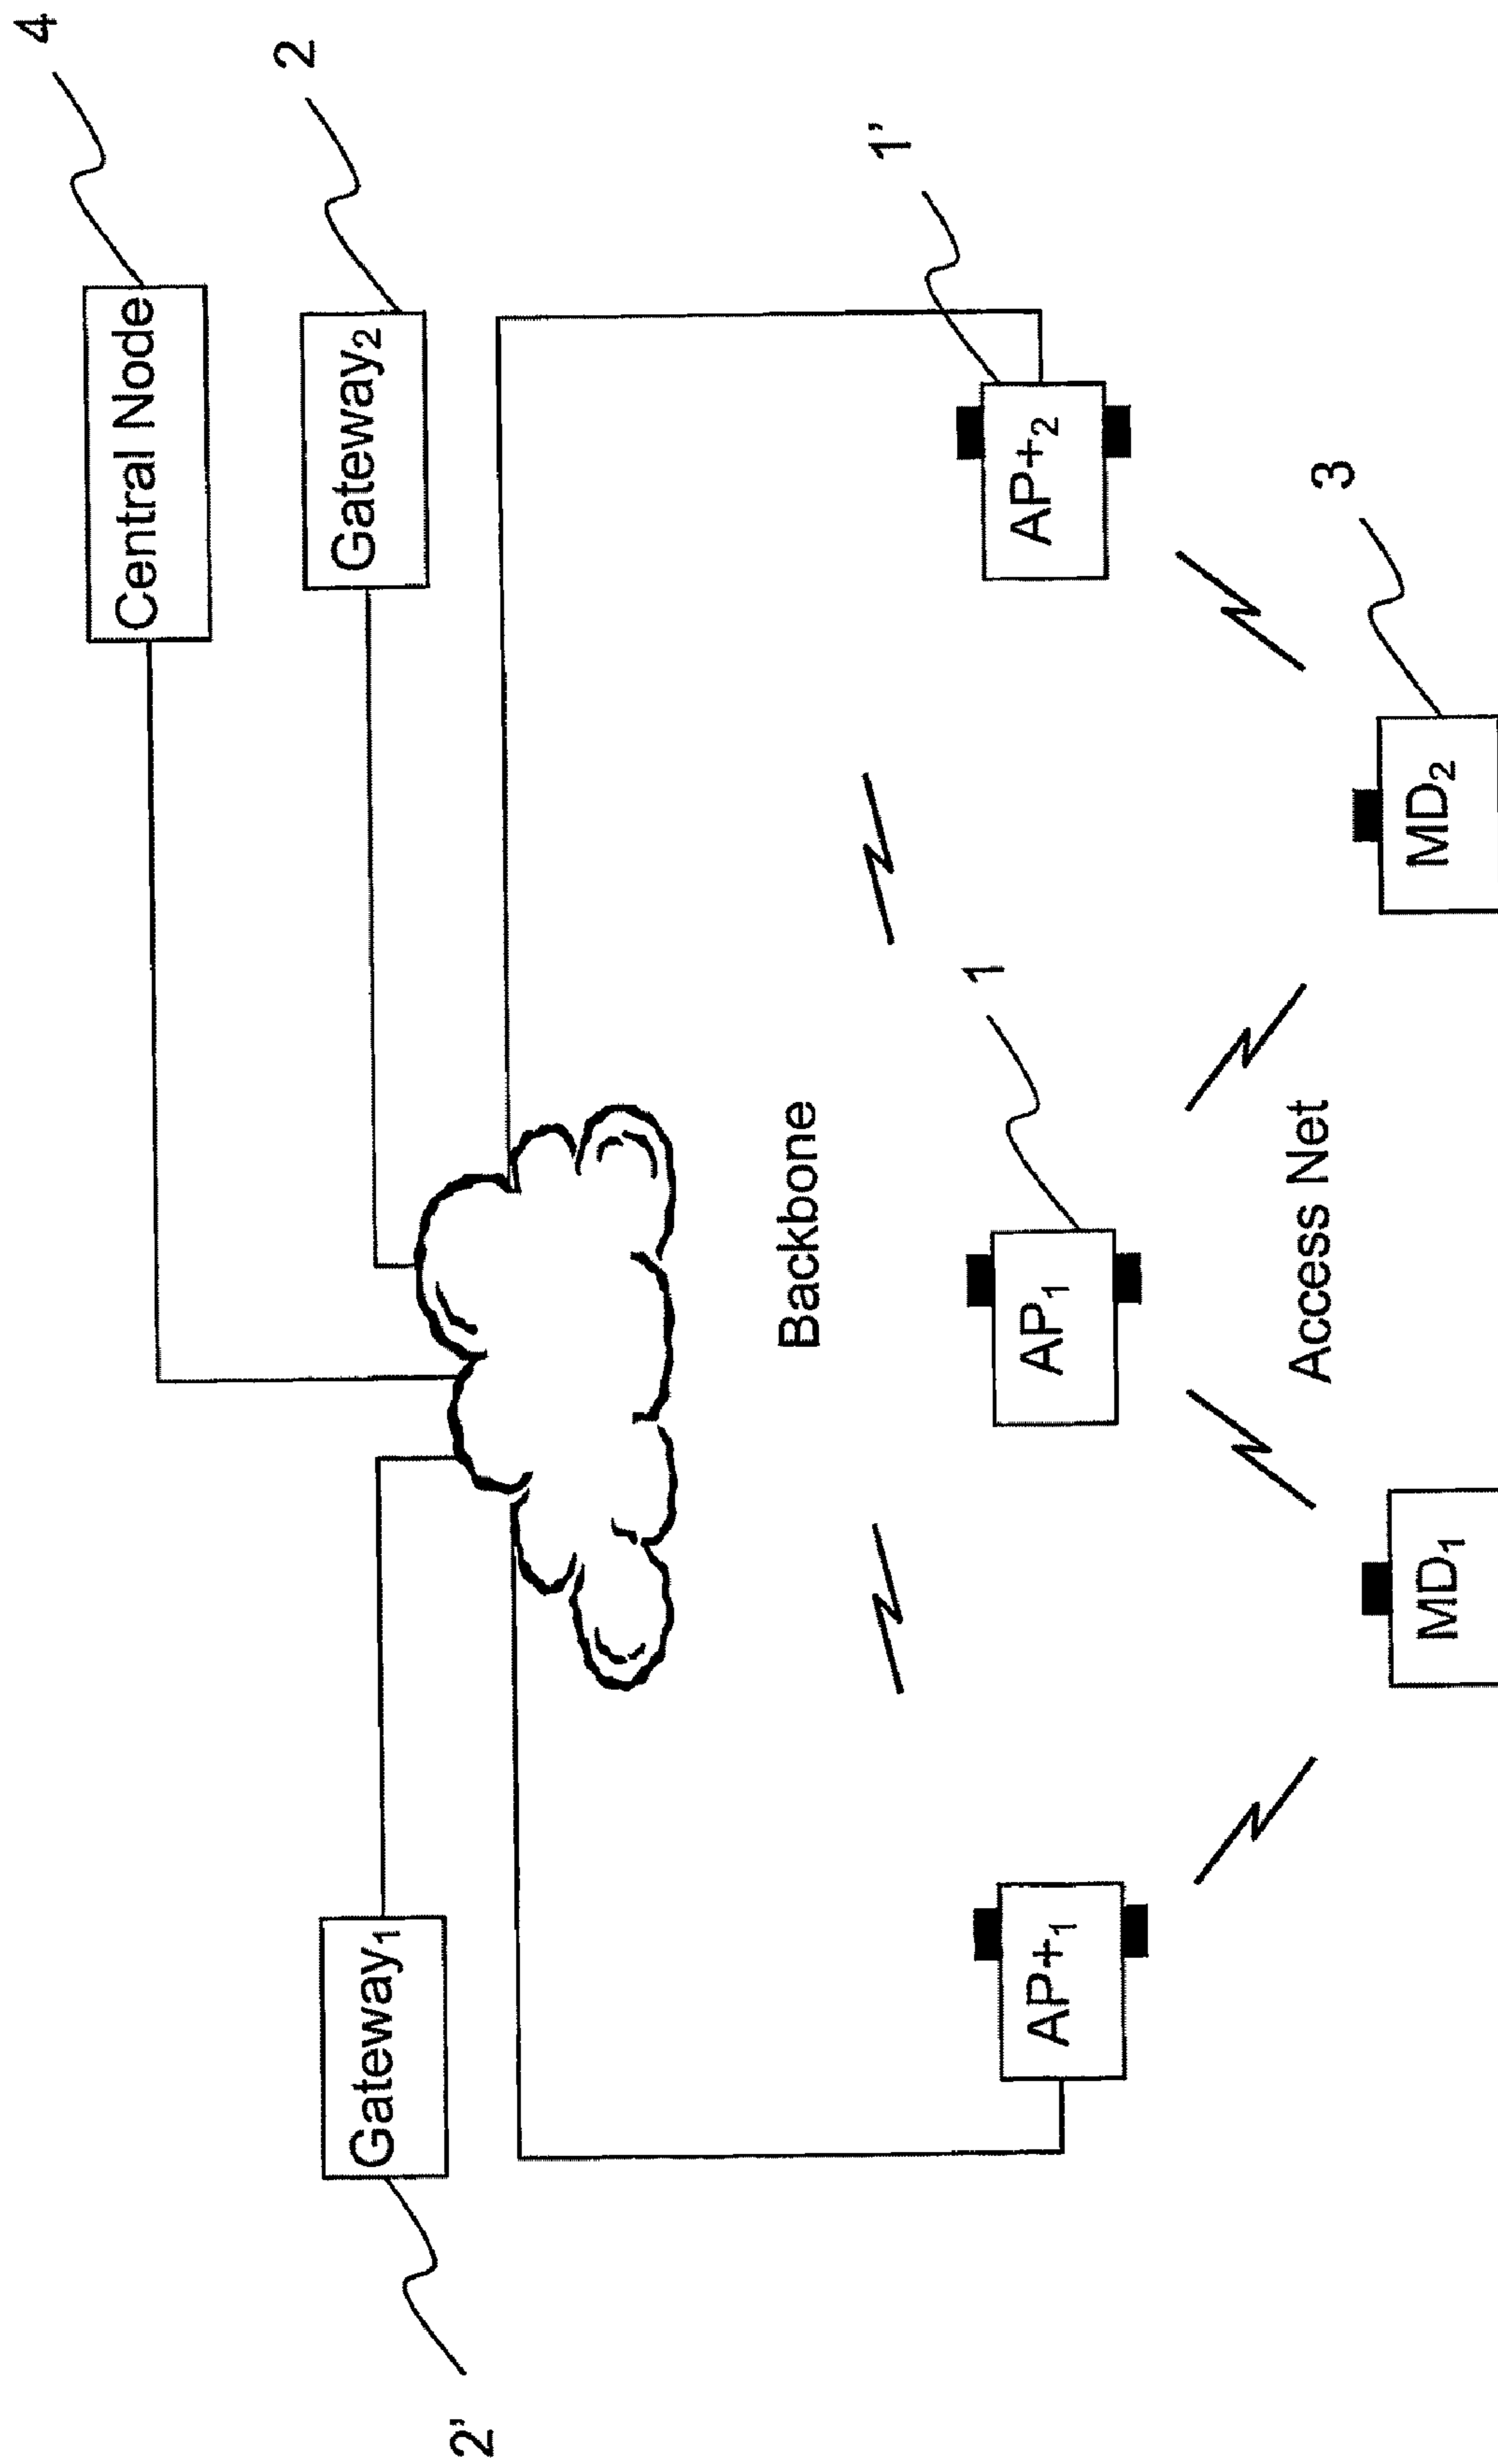 4
Central Node
2
Gateway₂
Gateway₁
2'
Backbone
1'
AP+₁
AP₁
1
AP+₂
Access Net
3
MD₁
MD₂